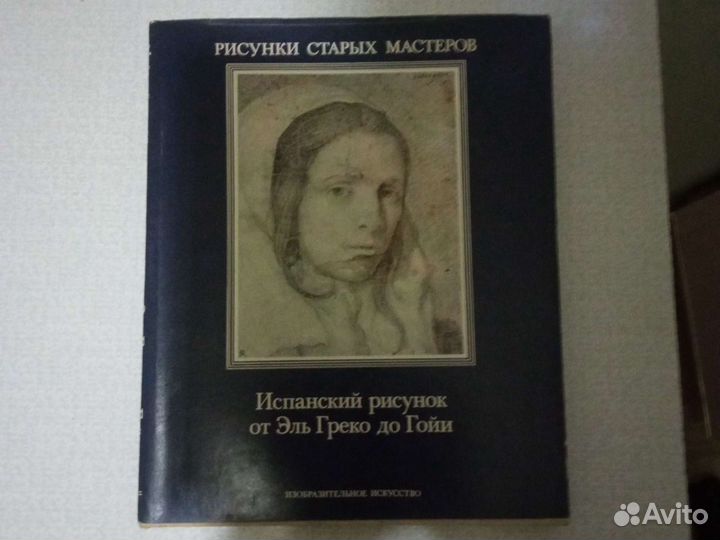 РИСУНКИ СТАРЫХ МАСТЕРОВ
Испанский рисунок
от Эль Греко до Гойи
ИЗОБРАЗИТЕЛЬНОЕ ИСКУССТВО
Avito